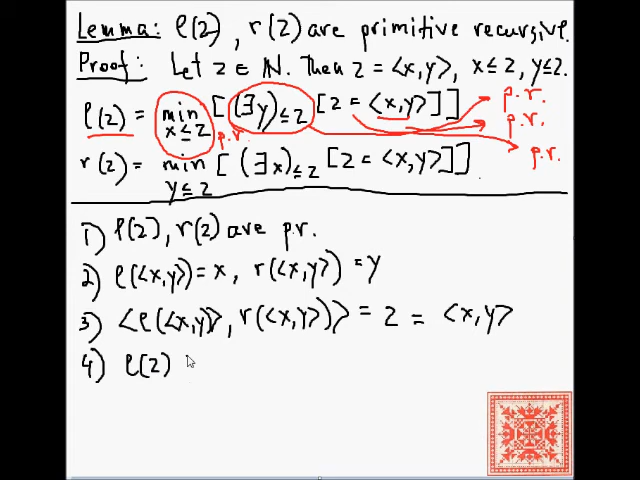 Lemma: l(z), r(z) are primitive recursive.
Proof: Let z ∈ ℕ. Then z = <x,y>, x≤z, y≤z.
l(z) = min x≤z [(∃y)≤z [z = <x,y>]] p.r. p.r. p.r. p.r.
r(z) = min y≤z [(∃x)≤z [z = <x,y>]]
1) l(z), r(z) are p.r.
2) l(<x,y>) = x, r(<x,y>) = y
3) <l(<x,y>), r(<x,y>)> = z = <x,y>
4) l(z)